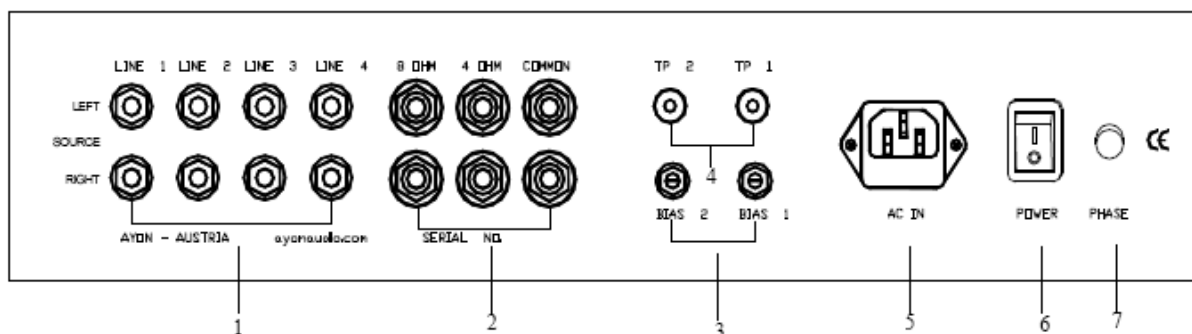 LINE 1 LINE 2 LINE 3 LINE 4 8 OHM 4 OHM COMMON TP 2 TP 1
LEFT
SOURCE
RIGHT
4
BIAS 2 BIAS 1 AC IN POWER PHASE
CE
AYON - AUSTRIA ayonaudio.com SERIAL NO.
1 2 3 5 6 7